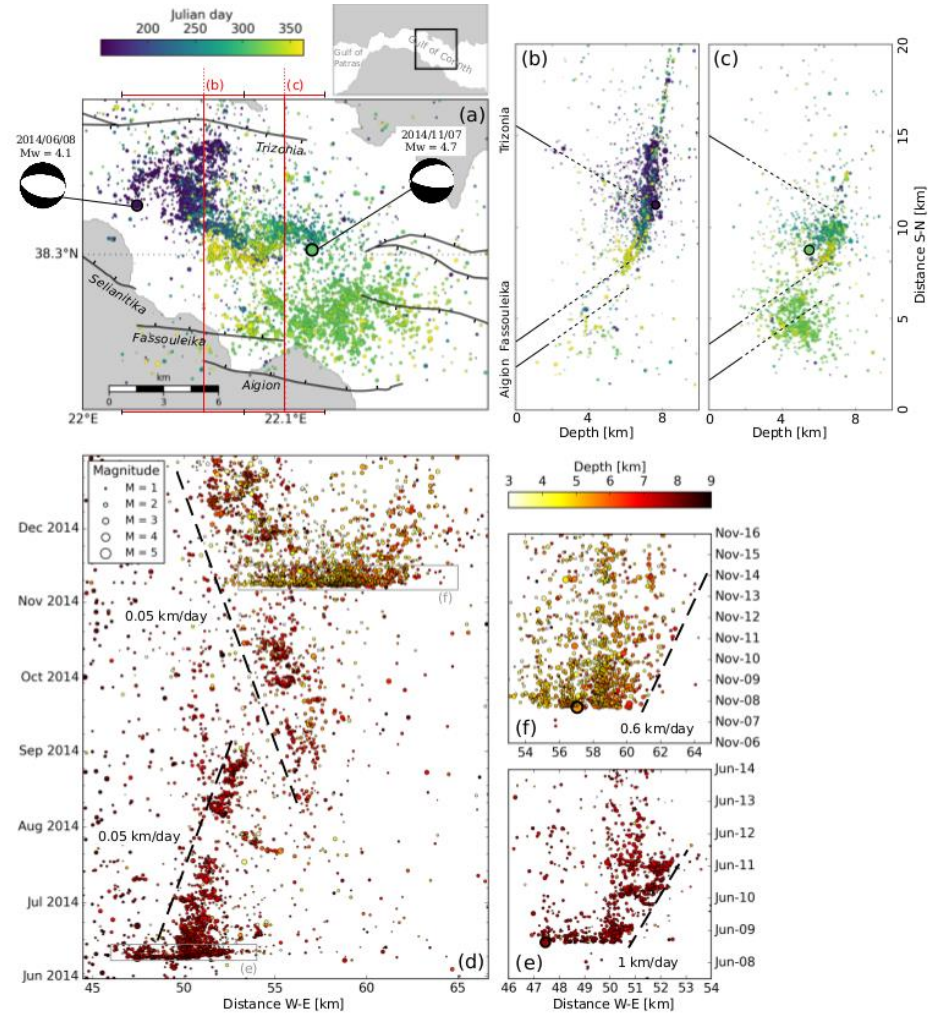 Julian day
200 250 300 350
Gulf of Patras
Gulf of Corinth
(b)
(c)
(a)
2014/06/08
Mw = 4.1
2014/11/07
Mw = 4.7
Trizonia
38.3°N
Selianitika
Fassouleika
Aigion
km
0 3 6
22°E
22.1°E
(b)
(c)
Trizonia
Aigion Fassouleika
0 4 8
Depth [km]
0 4 8
Depth [km]
20
15
10
5
0
Distance S-N [km]
Magnitude
M = 1
M = 2
M = 3
M = 4
M = 5
Dec 2014
Nov 2014
Oct 2014
Sep 2014
Aug 2014
Jul 2014
Jun 2014
0.05 km/day
0.05 km/day
(f)
(e)
(d)
45 50 55 60 65
Distance W-E [km]
Depth [km]
3 4 5 6 7 8 9
Nov-16
Nov-15
Nov-14
Nov-13
Nov-12
Nov-11
Nov-10
Nov-09
Nov-08
Nov-07
Nov-06
(f)
0.6 km/day
54 56 58 60 62 64
Jun-14
Jun-13
Jun-12
Jun-11
Jun-10
Jun-09
Jun-08
(e)
1 km/day
46 47 48 49 50 51 52 53 54
Distance W-E [km]